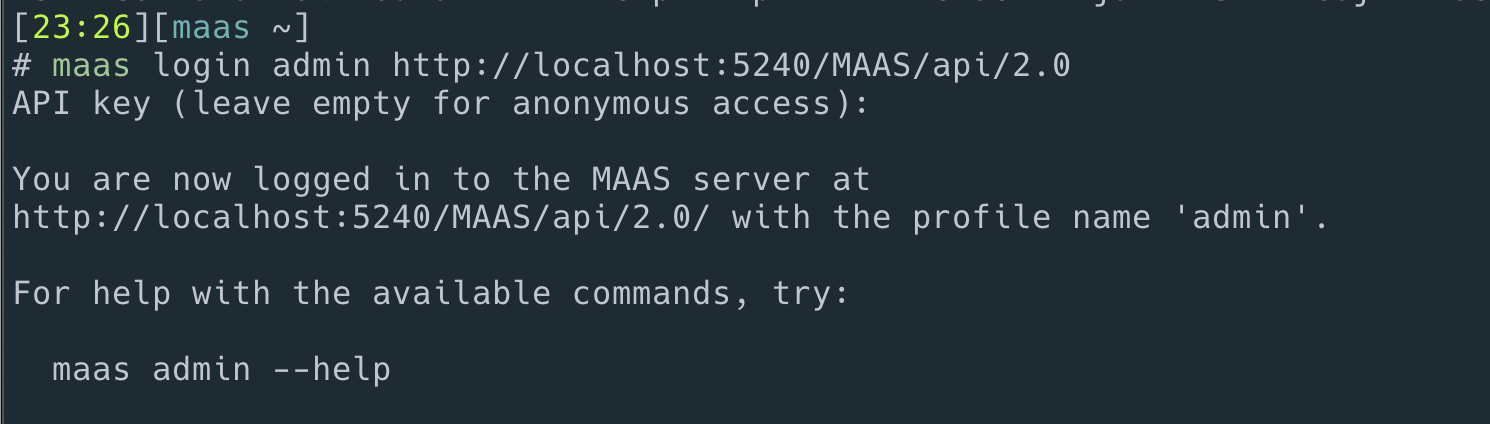 [23:26][maas ~]
# maas login admin http://localhost:5240/MAAS/api/2.0
API key (leave empty for anonymous access):
You are now logged in to the MAAS server at
http://localhost:5240/MAAS/api/2.0/ with the profile name 'admin'.
For help with the available commands, try:
maas admin --help